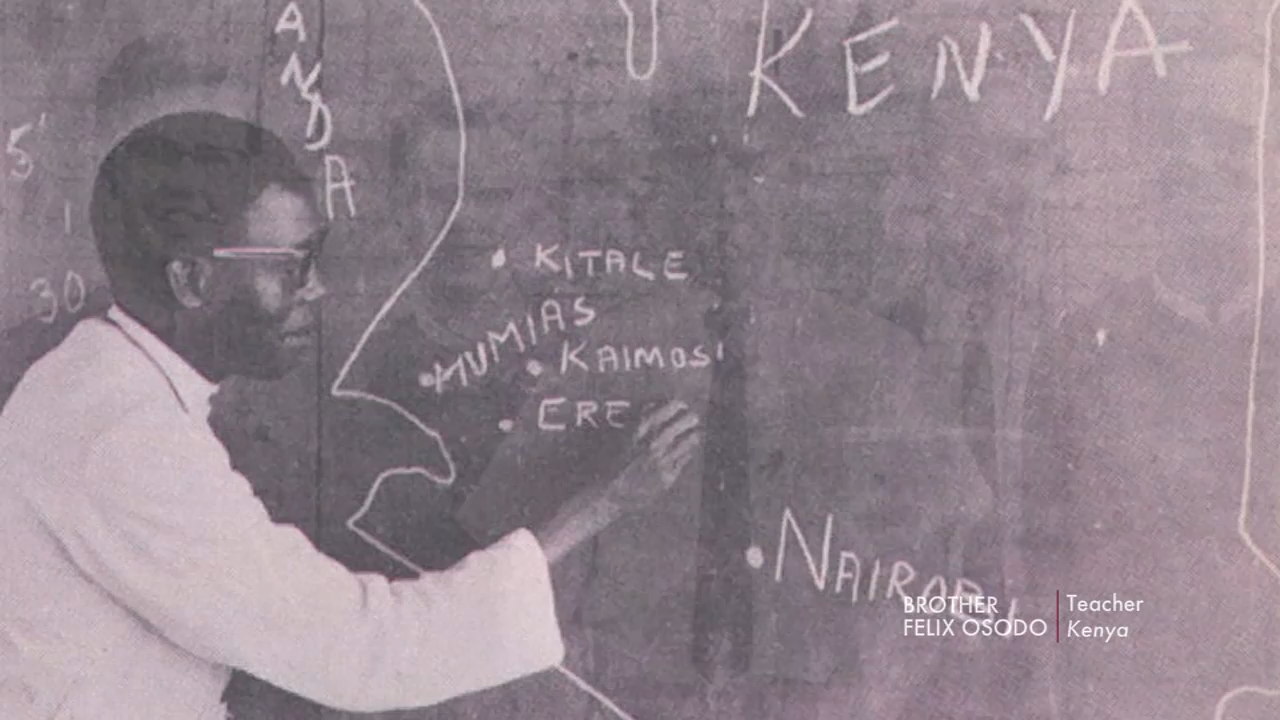 ANDA
KENYA
5'
1
30
KITALE
MUMIAS
KAIMOSI
ERE
NAIROBI
BROTHER
FELIX OSODO
Teacher
Kenya